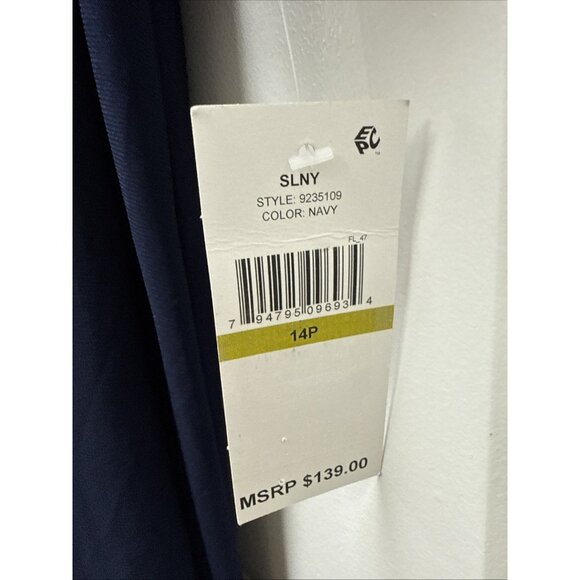 EPC
SLNY
STYLE: 9235109
COLOR: NAVY
FL_47
7 94795 09693 4
14P
MSRP $139.00